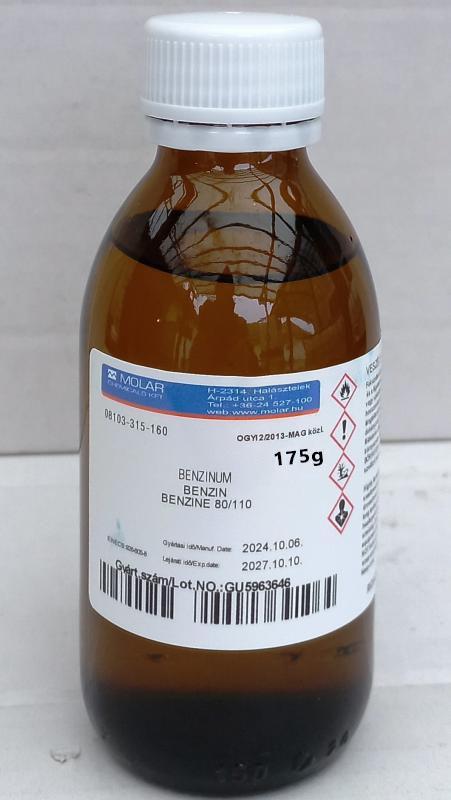 MOLAR
CHEMICALS KFT
H-2314, Halásztelek
Árpád utca 1.
Tel.: +36-24 527-100
web:www.molar.hu
08103-315-160
OGYI2/2013-MAG közl.
175g
BENZINUM
BENZIN
BENZINE 80/110
Gyártási idő/Manuf. Date: 2024.10.06.
Lejárati idő/Exp.date: 2027.10.10.
Gyárt.szám/Lot.NO.:GU5963646